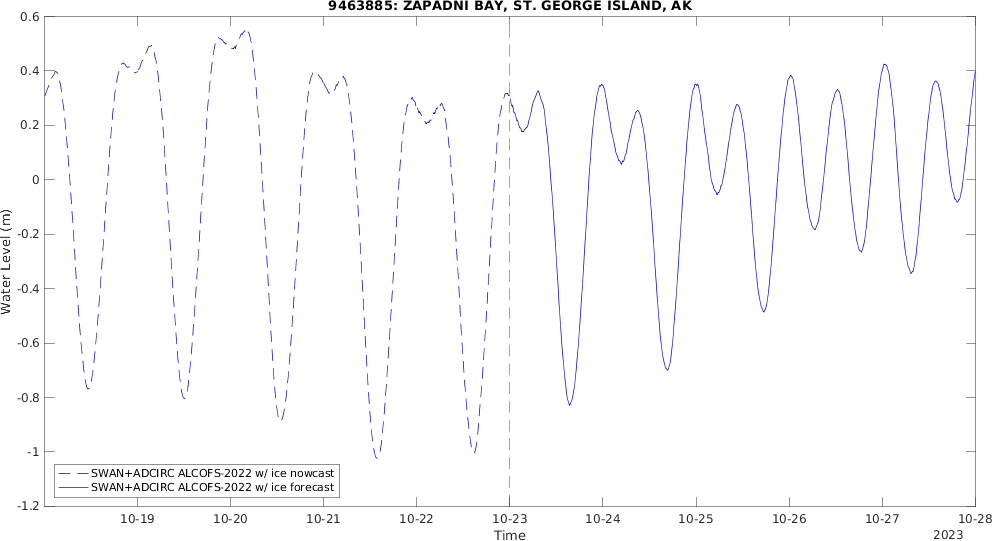 9463885: ZAPADNI BAY, ST. GEORGE ISLAND, AK
0.6
0.4
0.2
0
-0.2
-0.4
-0.6
-0.8
-1
-1.2
Water Level (m)
SWAN+ADCIRC ALCOFS-2022 w/ ice nowcast
SWAN+ADCIRC ALCOFS-2022 w/ ice forecast
10-19 10-20 10-21 10-22 10-23 10-24 10-25 10-26 10-27 10-28
Time
2023